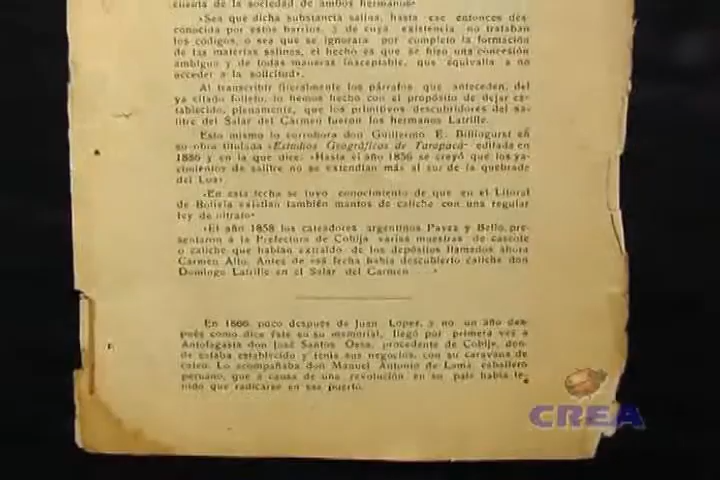 cuenta de la sociedad de ambos hermanos»
«Sea que dicha substancia salina, hasta ese entonces des-
conocida por estos barrios, y de cuya existencia no trataban
los códigos, o sea que se ignorara por completo la formación
de las materias salinos, el hecho es que se hizo una concesión
ambigua y de todas maneras inaceptable, que equivalía a no
acceder a la solicitud».
Al transcribir literalmente los párrafos que anteceden, del
ya citado folleto, lo hemos hecho con el propósito de dejar es-
tablecido, plenamente, que los primitivos descubridores del sa-
litre del Salar del Carmen fueron los hermanos Latrille.
Esto mismo lo corrobora don Guillermo E. Billingurst en
su obra titulada «Estudios Geográficos de Tarapacá» editada en
1886 y en la que dice: «Hasta el año 1856 se creyó que los ya-
cimientos de salitre no se extendían más al sur de la quebrada
del Loa»
«En esta fecha se tuvo conocimiento de que en el Litoral
de Bolivia existían también mantos de caliche con una regular
ley de nitrato»
«El año 1858 los cateadores argentinos Pavez y Bello, pre-
sentaron a la Prefectura de Cobija varias muestras de cascote
o caliche que habían extraído de los depósitos llamados ahora
Carmen Alto. Antes de esa fecha había descubierto caliche don
Domingo Latrille en el Salar del Carmen . . . »
En 1866, poco después de Juan López, y no un año des-
pués como dice éste en su memorial, llegó por primera vez a
Antofagasta don José Santos Ossa, procedente de Cobija, don-
de estaba establecido y tenía sus negocios, con su caravana de
cateo. Lo acompañaba don Manuel Antonio de Lama, caballero
peruano, que a causa de una revolución en su país había te-
nido que radicarse en ese puerto.
CREA